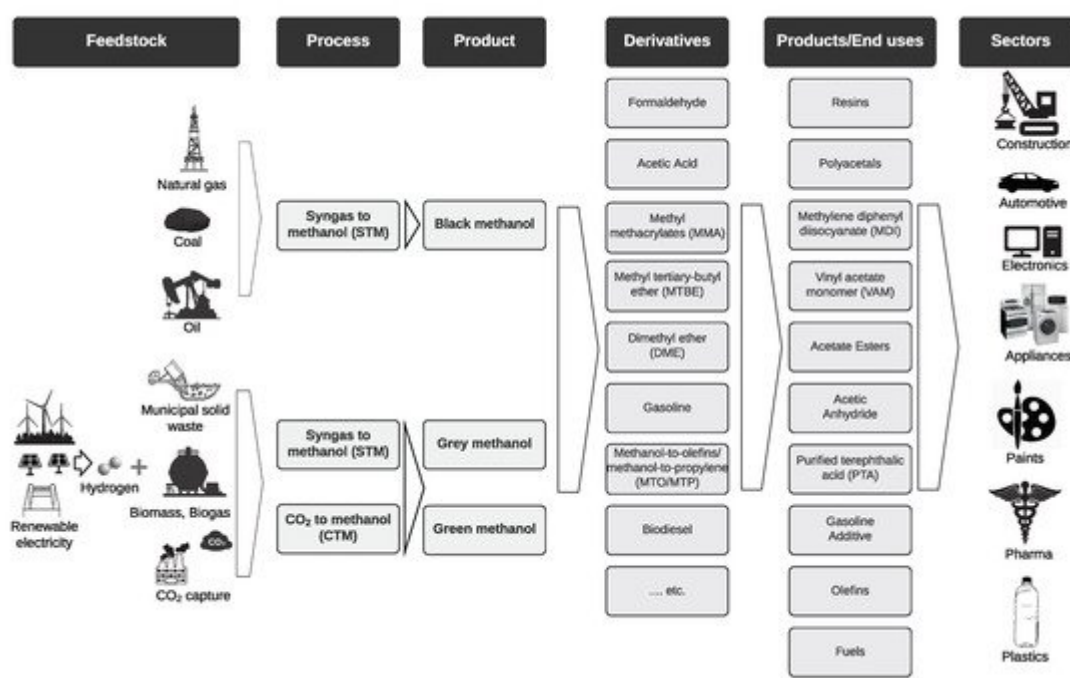 Feedstock
Process
Product
Derivatives
Products/End uses
Sectors
Natural gas
Coal
Oil
Municipal solid
waste
Hydrogen
+
Biomass, Biogas
Renewable
electricity
CO₂
CO₂ capture
Syngas to
methanol (STM)
Black methanol
Syngas to
methanol (STM)
Grey methanol
CO₂ to methanol
(CTM)
Green methanol
Formaldehyde
Acetic Acid
Methyl
methacrylates (MMA)
Methyl tertiary-butyl
ether (MTBE)
Dimethyl ether
(DME)
Gasoline
Methanol-to-olefins/
methanol-to-propylene
(MTO/MTP)
Biodiesel
...., etc.
Resins
Polyacetals
Methylene diphenyl
diisocyanate (MDI)
Vinyl acetate
monomer (VAM)
Acetate Esters
Acetic
Anhydride
Purified terephthalic
acid (PTA)
Gasoline
Additive
Olefins
Fuels
Construction
Automotive
Electronics
Appliances
Paints
Pharma
Plastics